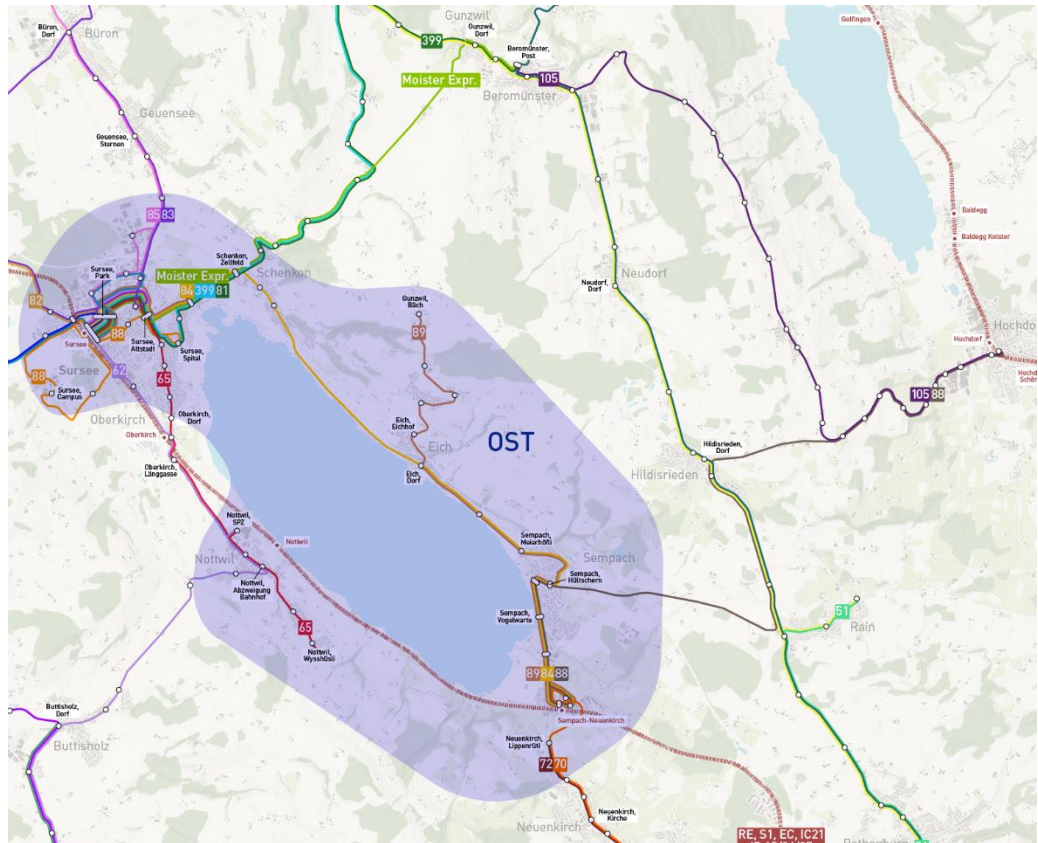 Gunzwil
Büron,
Dorf
Büron
399
Gunzwil,
Dorf
Beromünster,
Post
Gelfingen
Moister Expr.
105
Beromünster
Geuensee
Geuensee,
Sternen
85 83
Baldegg
Baldegg Kloster
Schenkon,
Zellfeld
Schenkon
Sursee,
Park
Moister Expr.
84 399 81
82
Neudorf
Neudorf,
Dorf
Gunzwil,
Bäch
89
88
Sursee
Sursee,
Altstadt
Sursee,
Spital
Hochdorf
Sursee
62
65
88
Sursee,
Campus
105 88
Oberkirch
Oberkirch,
Dorf
Oberkirch
Eich,
Eichhof
Eich
OST
Eich,
Dorf
Hildisrieden,
Dorf
Hildisrieden
Oberkirch,
Länggasse
Nottwil,
SPZ
Nottwil
Nottwil
Nottwil,
Abzweigung
Bahnhof
Sempach,
Meierhöfli
Sempach
Sempach,
Hültschern
Sempach,
Vogelwarte
51
Rain
65
Nottwil,
Wysshüsli
89 84 88
Buttisholz,
Dorf
Buttisholz
Sempach-Neuenkirch
Neuenkirch,
Lippenrüti
72 70
Neuenkirch,
Kirche
Neuenkirch
RE, S1, EC, IC21